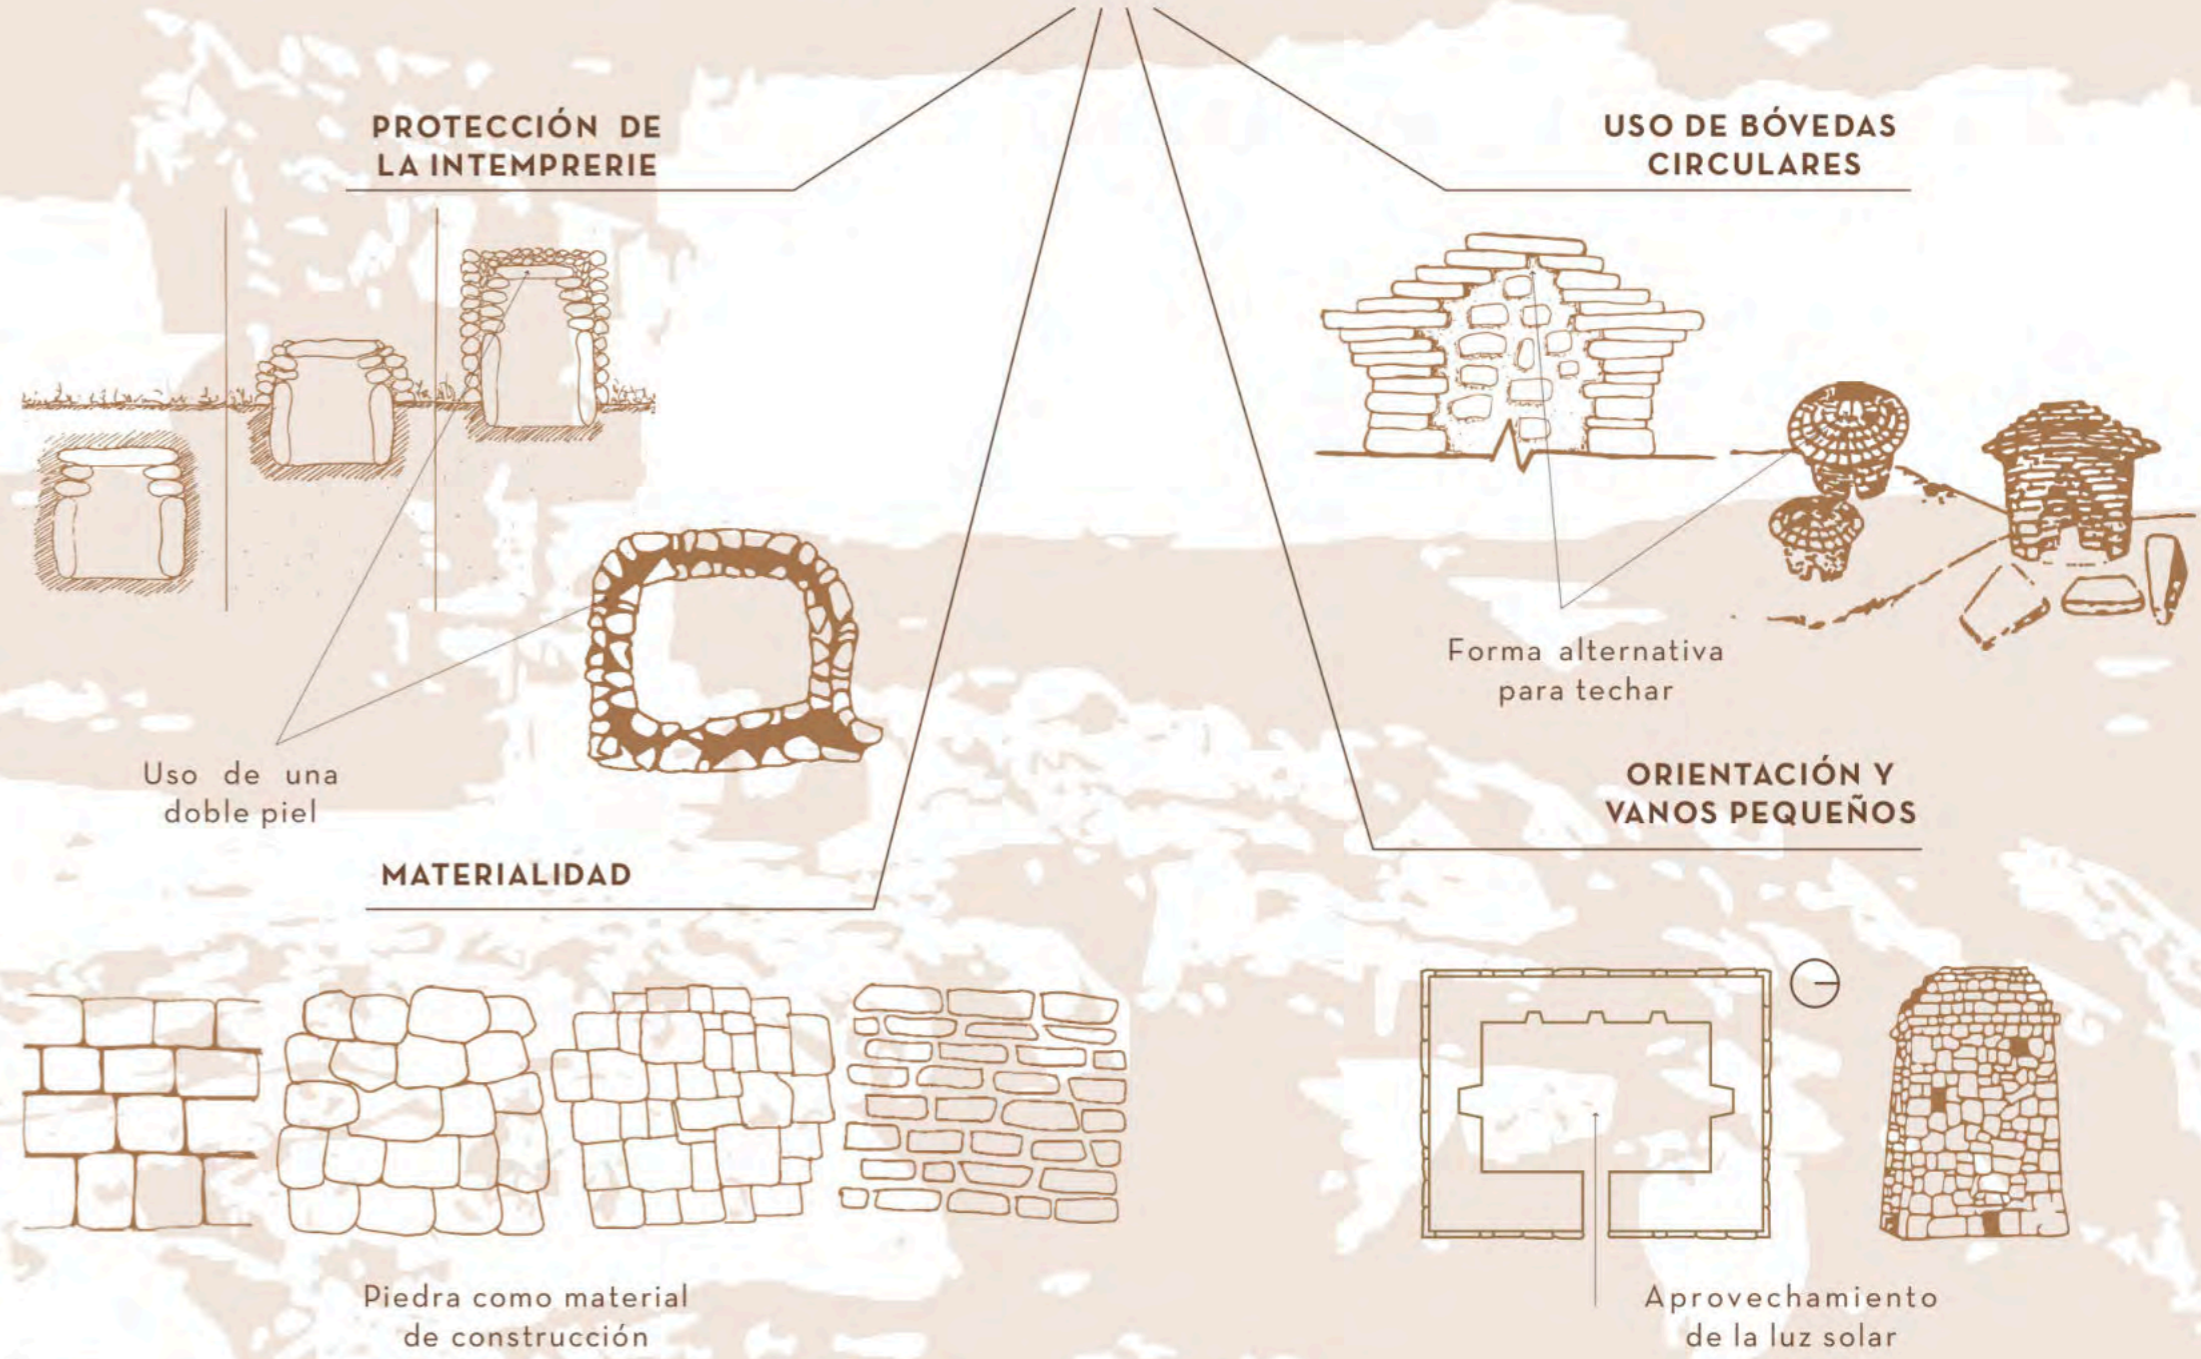 PROTECCIÓN DE
LA INTEMPRERIE
Uso de una
doble piel
MATERIALIDAD
Piedra como material
de construcción
USO DE BÓVEDAS
CIRCULARES
Forma alternativa
para techar
ORIENTACIÓN Y
VANOS PEQUEÑOS
Aprovechamiento
de la luz solar